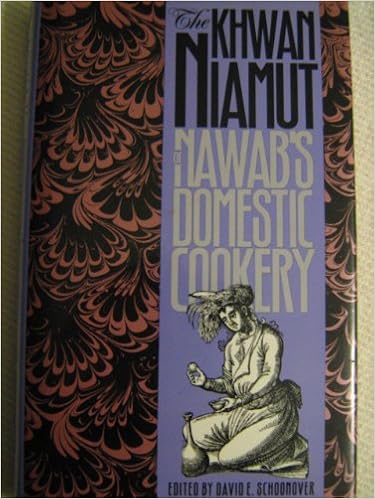 The
KHWAN
NIAMUT
or
NAWAB'S
DOMESTIC
COOKERY
EDITED BY DAVID E. SCHOONOVER